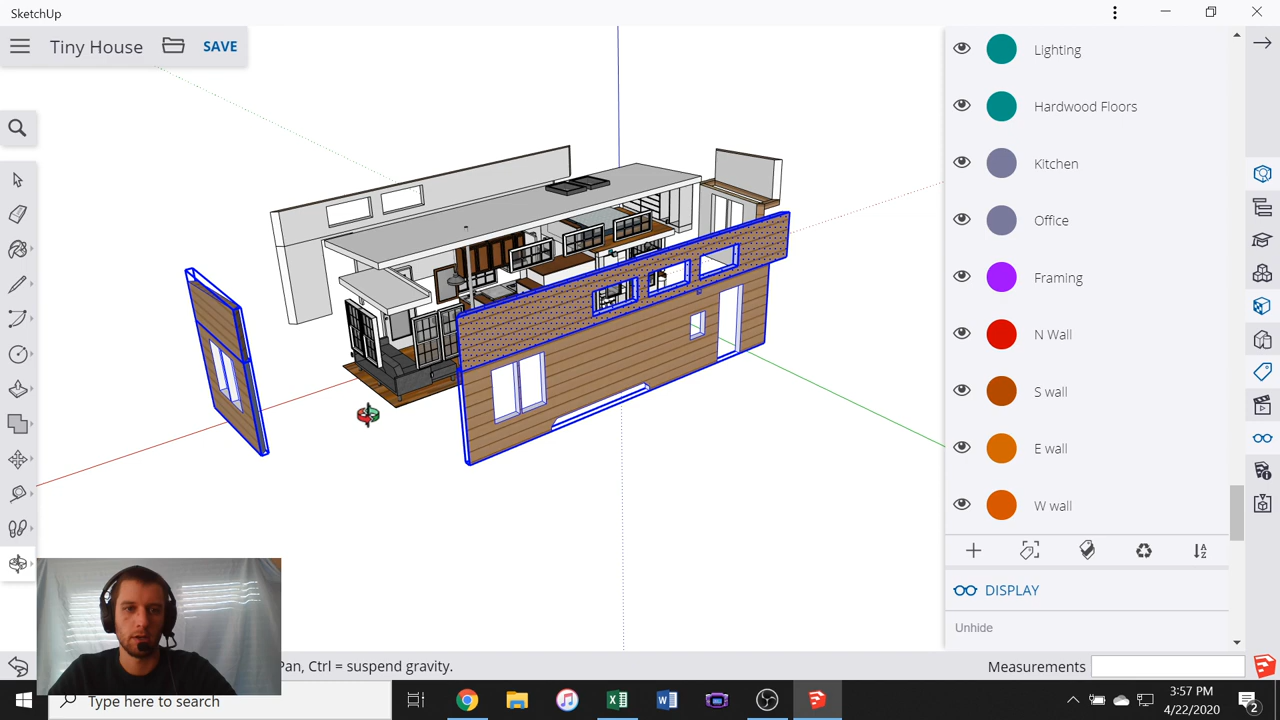 SketchUp
Tiny House SAVE
Lighting
Hardwood Floors
Kitchen
Office
Framing
N Wall
S wall
E wall
W wall
DISPLAY
Unhide
Pan, Ctrl = suspend gravity.
Measurements
Type here to search
3:57 PM
4/22/2020
2